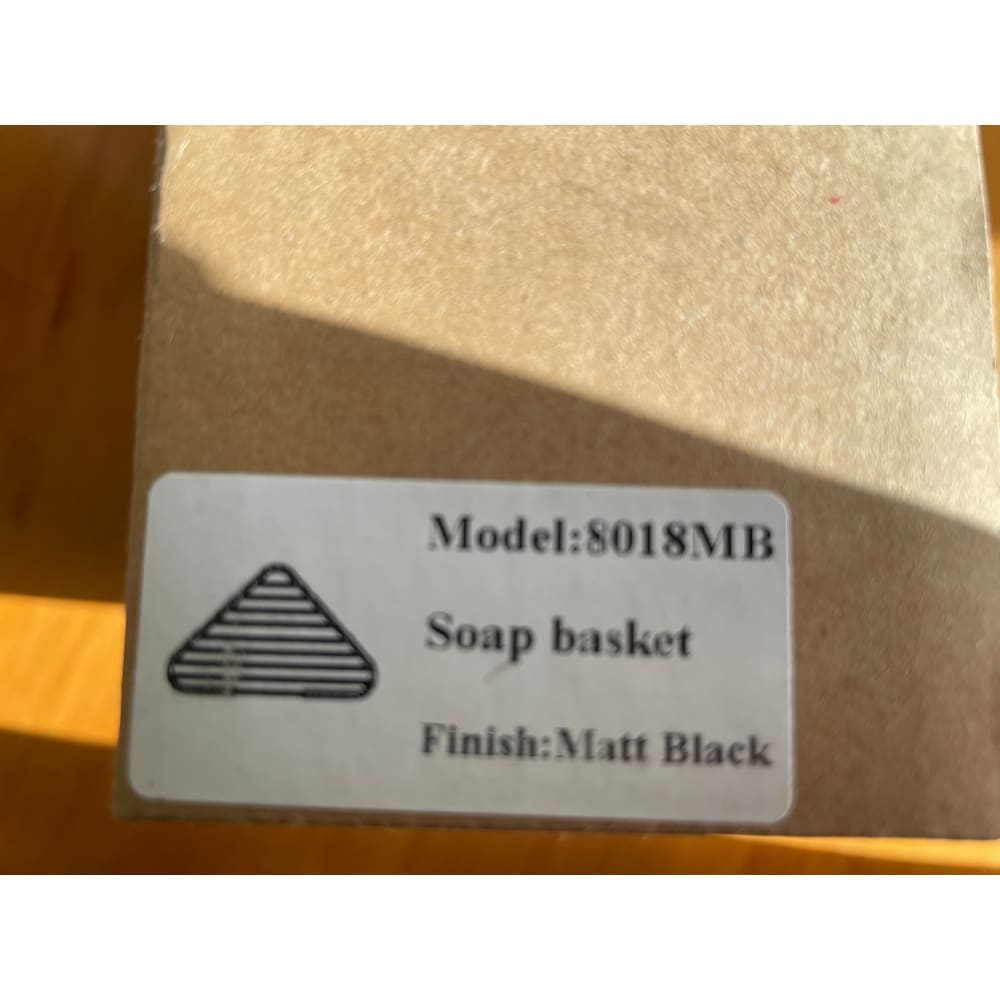 Model:8018MB
Soap basket
Finish:Matt Black